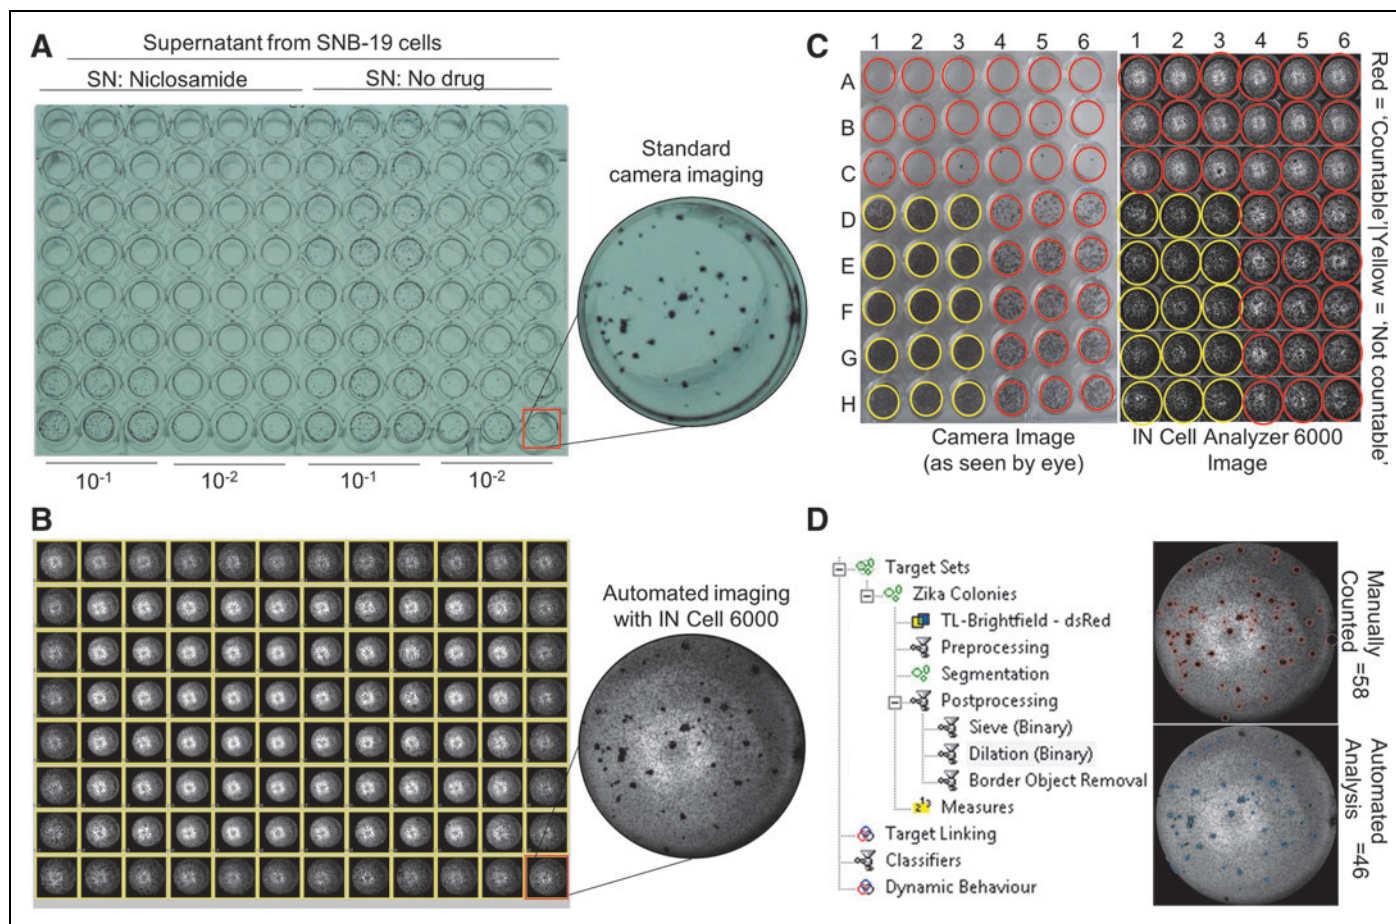 A
Supernatant from SNB-19 cells
SN: Niclosamide
SN: No drug
Standard
camera imaging
10-1
10-2
10-1
10-2
B
Automated imaging
with IN Cell 6000
C
1 2 3 4 5 6
1 2 3 4 5 6
A
B
C
D
E
F
G
H
Camera Image
(as seen by eye)
IN Cell Analyzer 6000
Image
Red = 'Countable'|Yellow = 'Not countable'
D
Target Sets
Zika Colonies
TL-Brightfield - dsRed
Preprocessing
Segmentation
Postprocessing
Sieve (Binary)
Dilation (Binary)
Border Object Removal
Measures
Target Linking
Classifiers
Dynamic Behaviour
Manually
Counted =58
Automated
Analysis =46